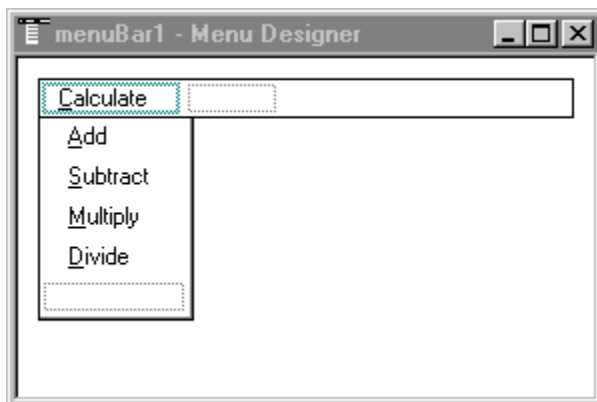 menuBar1 - Menu Designer
Calculate
Add
Subtract
Multiply
Divide